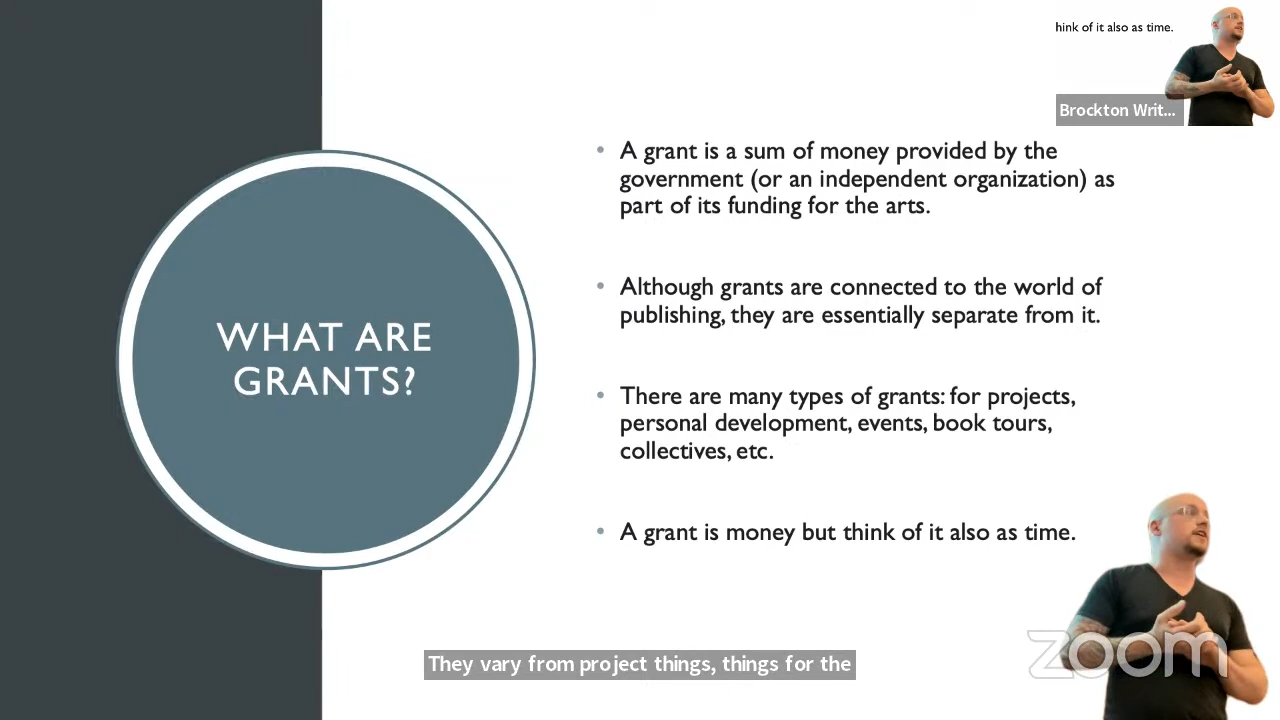 hink of it also as time.
Brockton Writ...
WHAT ARE
GRANTS?
• A grant is a sum of money provided by the
government (or an independent organization) as
part of its funding for the arts.
• Although grants are connected to the world of
publishing, they are essentially separate from it.
• There are many types of grants: for projects,
personal development, events, book tours,
collectives, etc.
• A grant is money but think of it also as time.
zoom
They vary from project things, things for the